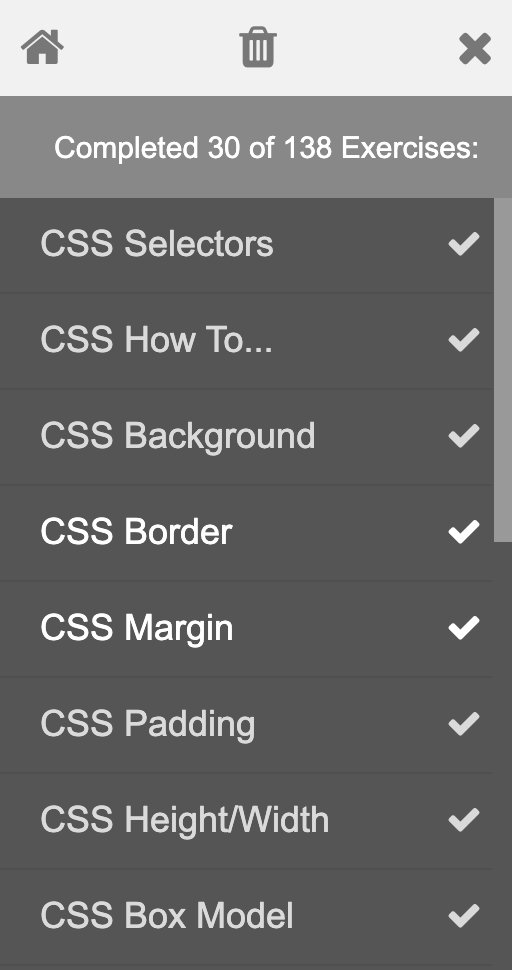 Completed 30 of 138 Exercises:
CSS Selectors
CSS How To...
CSS Background
CSS Border
CSS Margin
CSS Padding
CSS Height/Width
CSS Box Model